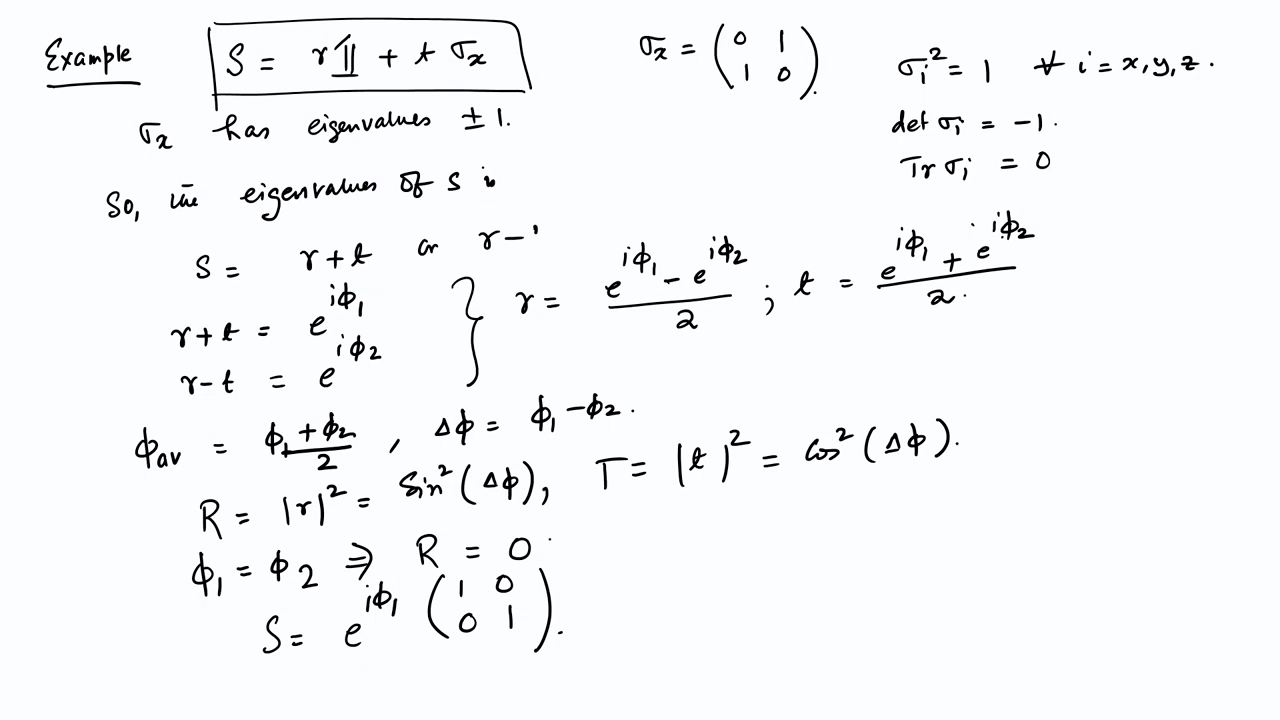 Example S = r𝟙 + t σₓ σₓ = (0 1 1 0) σᵢ² = 1 ∀ i = x, y, z.
σₓ has eigenvalues ± 1. det σᵢ = -1.
Tr σᵢ = 0
So, the eigenvalues of S is
S = r+t or r-'
r+t = e^{iϕ₁} } r = (e^{iϕ₁} - e^{iϕ₂})/2 ; t = (e^{iϕ₁} + e^{iϕ₂})/2.
r-t = e^{iϕ₂}
ϕ_av = (ϕ₁+ϕ₂)/2 , Δϕ = ϕ₁-ϕ₂.
R = |r|² = Sin²(Δϕ), T = |t|² = Cos²(Δϕ).
ϕ₁ = ϕ₂ ⇒ R = 0
S = e^{iϕ₁} (1 0 0 1).